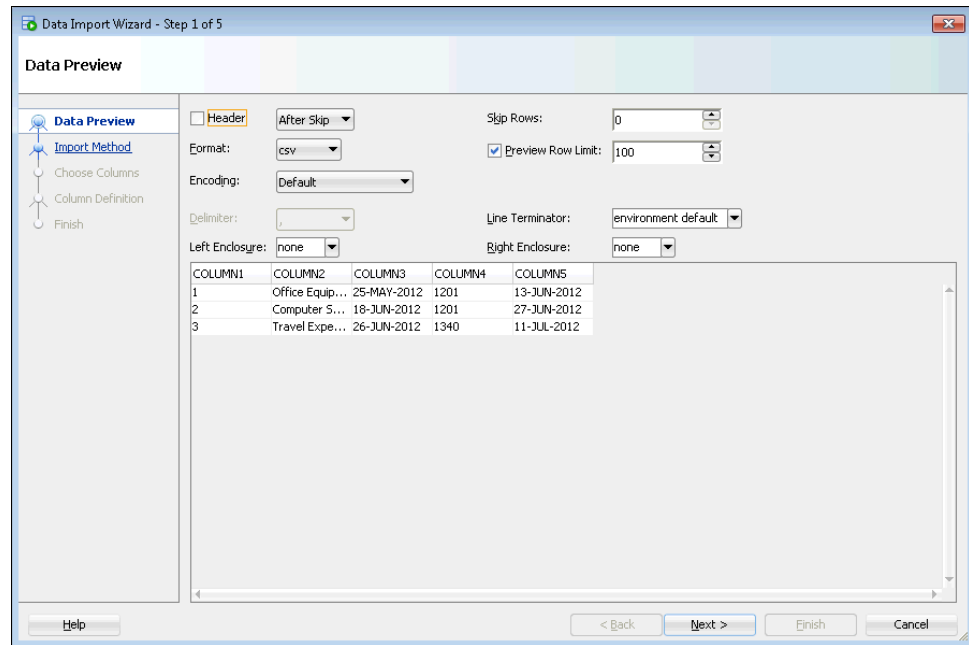 Data Import Wizard - Step 1 of 5
Data Preview
Data Preview
Import Method
Choose Columns
Column Definition
Finish
Header After Skip Skip Rows: 0
Format: csv Preview Row Limit: 100
Encoding: Default
Delimiter: , Line Terminator: environment default
Left Enclosure: none Right Enclosure: none
COLUMN1 COLUMN2 COLUMN3 COLUMN4 COLUMN5
1 Office Equip... 25-MAY-2012 1201 13-JUN-2012
2 Computer S... 18-JUN-2012 1201 27-JUN-2012
3 Travel Expe... 26-JUN-2012 1340 11-JUL-2012
Help < Back Next > Finish Cancel